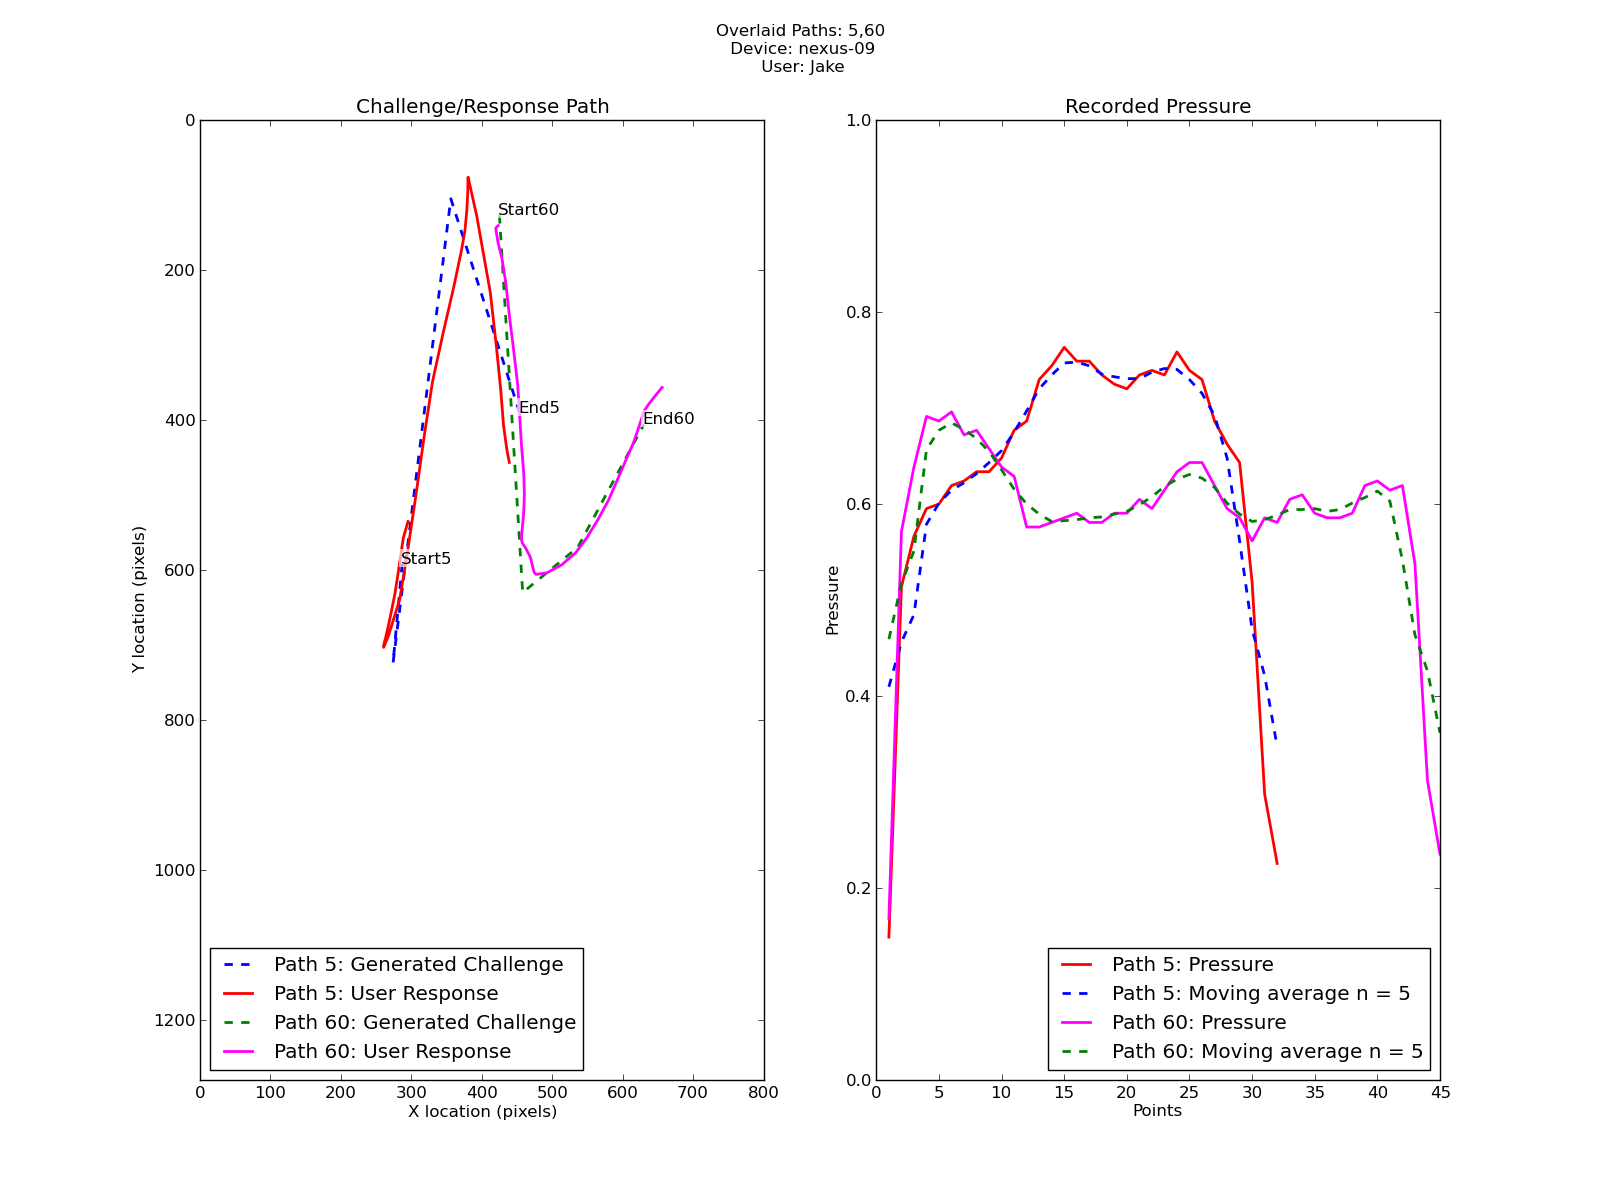 Overlaid Paths: 5,60
Device: nexus-09
User: Jake
Challenge/Response Path
0
200
400
600
800
1000
1200
Y location (pixels)
Start60
End5
End60
Start5
Path 5: Generated Challenge
Path 5: User Response
Path 60: Generated Challenge
Path 60: User Response
0 100 200 300 400 500 600 700 800
X location (pixels)
Recorded Pressure
1.0
0.8
0.6
0.4
0.2
0.0
Pressure
Path 5: Pressure
Path 5: Moving average n = 5
Path 60: Pressure
Path 60: Moving average n = 5
0 5 10 15 20 25 30 35 40 45
Points